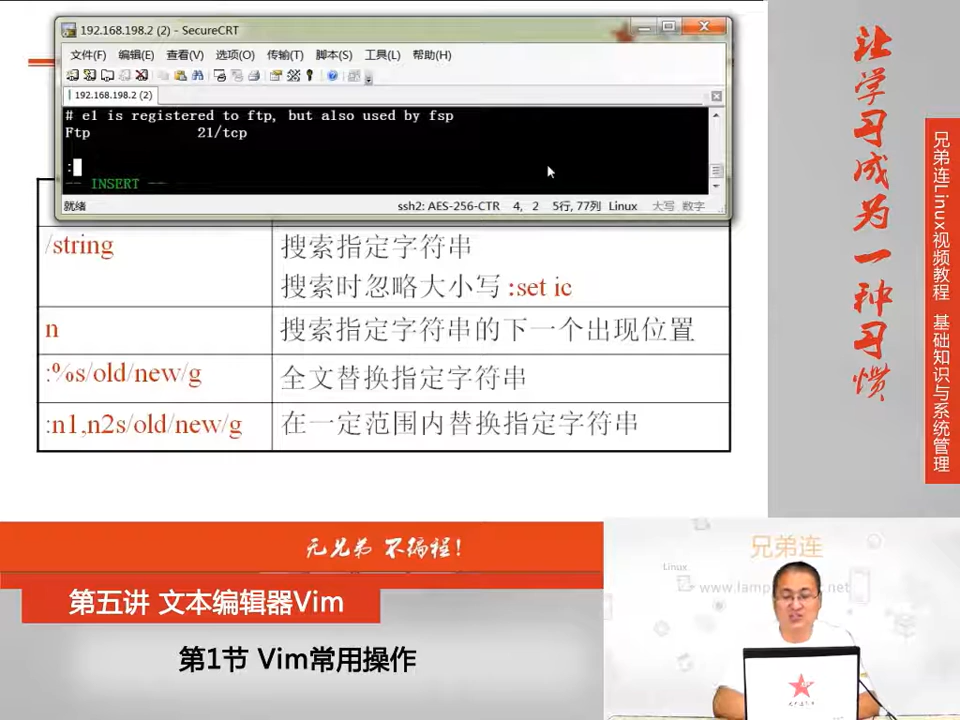 192.168.198.2 (2) - SecureCRT
文件(F) 编辑(E) 查看(V) 选项(O) 传输(T) 脚本(S) 工具(L) 帮助(H)
192.168.198.2 (2)
# e1 is registered to ftp, but also used by fsp
Ftp 21/tcp
:
-- INSERT --
就绪 ssh2: AES-256-CTR 4, 2 5行, 77列 Linux 大写 数字
/string 搜索指定字符串
搜索时忽略大小写 :set ic
n 搜索指定字符串的下一个出现位置
:%s/old/new/g 全文替换指定字符串
:n1,n2s/old/new/g 在一定范围内替换指定字符串
让学习成为一种习惯
兄弟连Linux视频教程 基础知识与系统管理
无兄弟 不编程!
第五讲 文本编辑器Vim
第1节 Vim常用操作
兄弟连
Linux